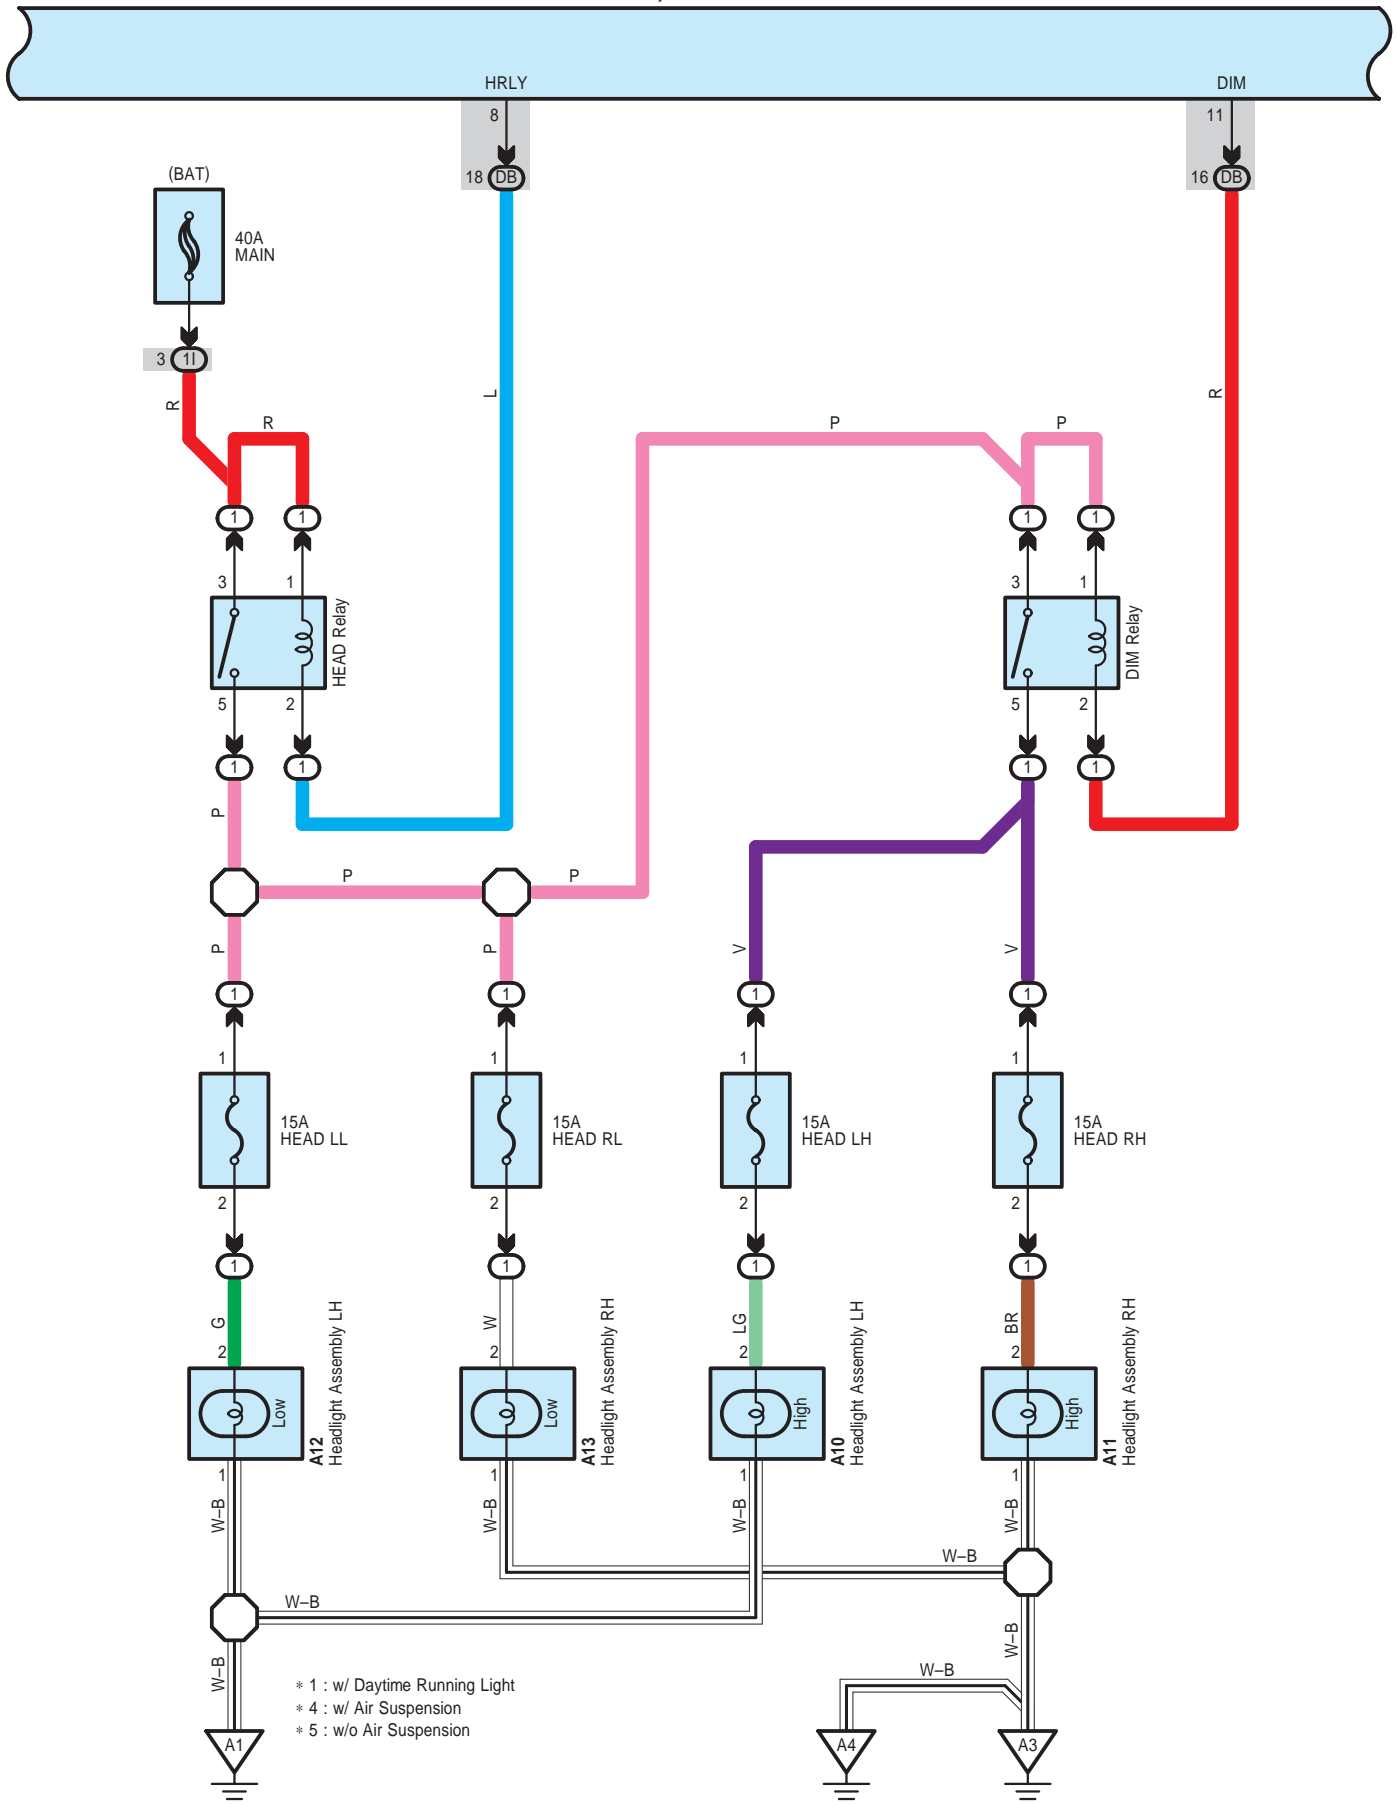 HRLY
DIM
8
11
18 DB
16 DB
(BAT)
40A
MAIN
3 1I
R
L
R
R
P
P
1
1
1
1
3
1
3
1
HEAD Relay
DIM Relay
5
2
5
2
1
1
1
1
P
P
P
P
P
V
V
1
1
1
1
1
1
1
1
15A
HEAD LL
15A
HEAD RL
15A
HEAD LH
15A
HEAD RH
2
2
2
2
1
1
1
1
G
W
LG
BR
2
2
2
2
Low
A12
Headlight Assembly LH
Low
A13
Headlight Assembly RH
High
A10
Headlight Assembly LH
High
A11
Headlight Assembly RH
1
1
1
1
W–B
W–B
W–B
W–B
W–B
W–B
W–B
W–B
W–B
* 1 : w/ Daytime Running Light
* 4 : w/ Air Suspension
* 5 : w/o Air Suspension
A1
A4
A3